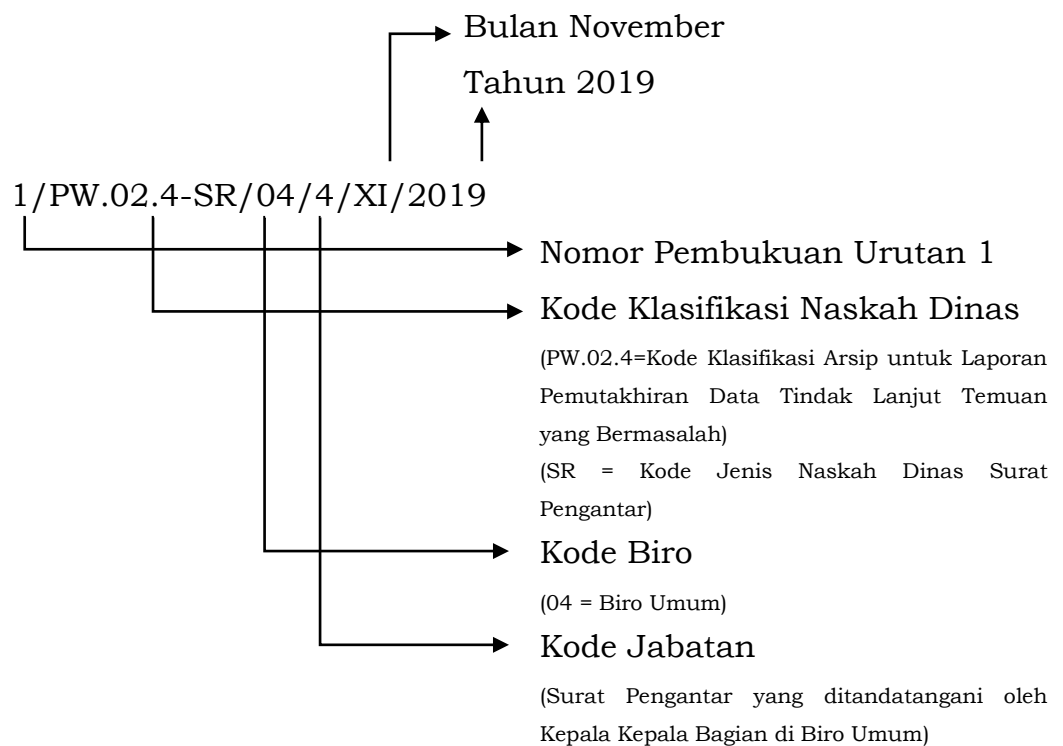 Bulan November
Tahun 2019
1/PW.02.4-SR/04/4/XI/2019
Nomor Pembukuan Urutan 1
Kode Klasifikasi Naskah Dinas
(PW.02.4=Kode Klasifikasi Arsip untuk Laporan
Pemutakhiran Data Tindak Lanjut Temuan
yang Bermasalah)
(SR = Kode Jenis Naskah Dinas Surat
Pengantar)
Kode Biro
(04 = Biro Umum)
Kode Jabatan
(Surat Pengantar yang ditandatangani oleh
Kepala Kepala Bagian di Biro Umum)